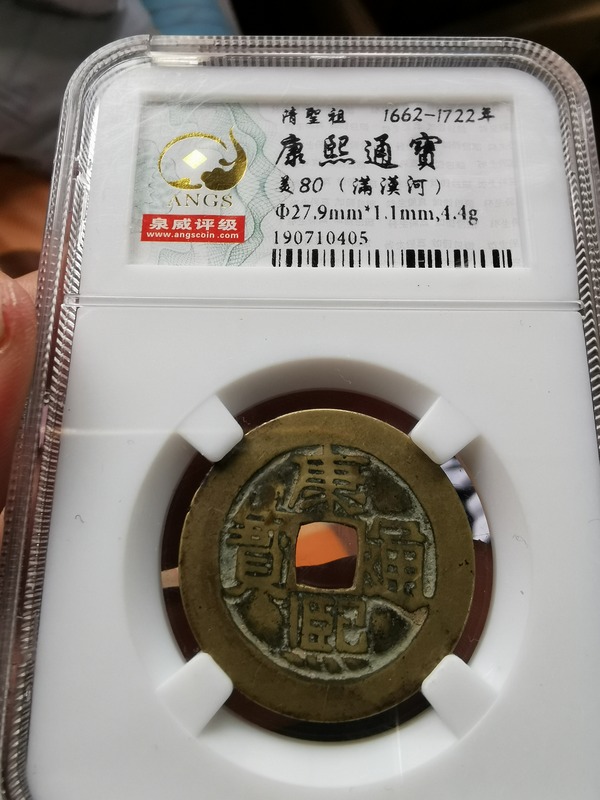 清聖祖 1662-1722年
康熙通寶
美80（满漢河）
Φ27.9mm*1.1mm,4.4g
190710405
ANGS
泉威评级
www.angscoin.com
康熙通寶